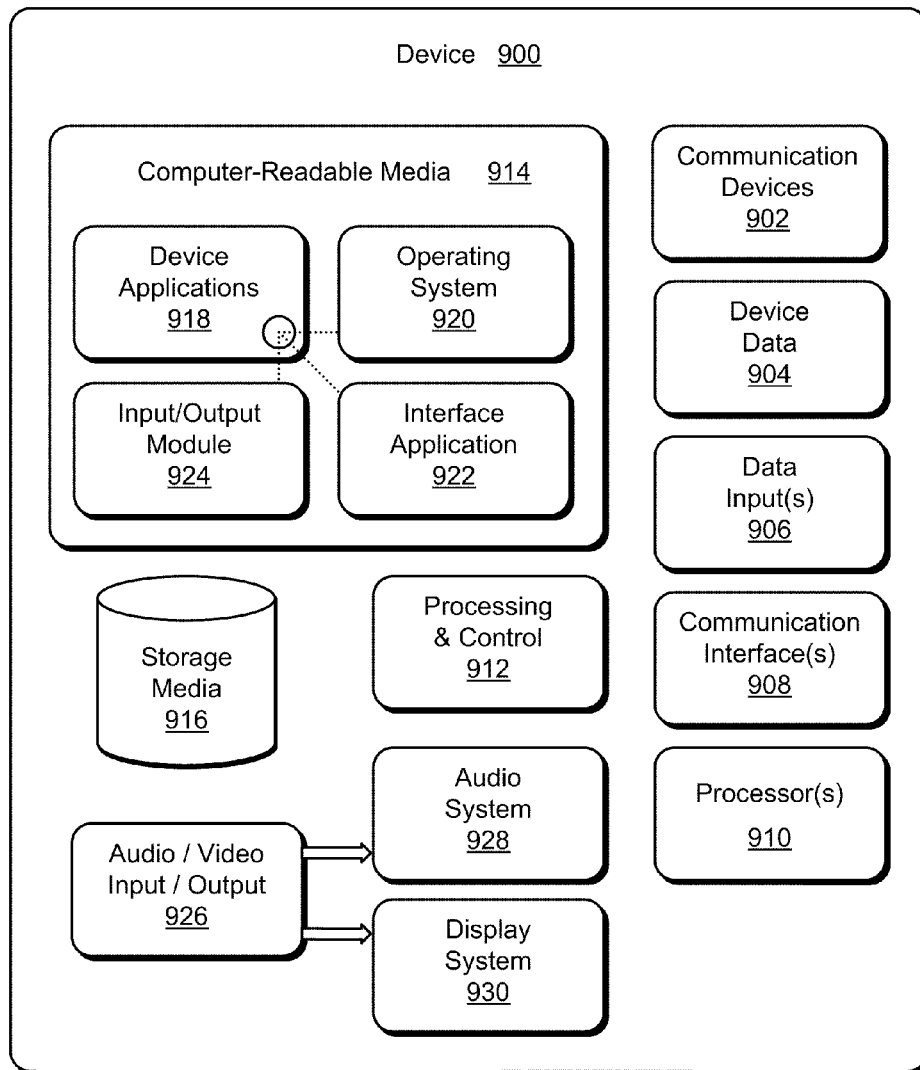 Device 900
Computer-Readable Media 914
Device
Applications
918
Operating
System
920
Input/Output
Module
924
Interface
Application
922
Storage
Media
916
Processing
& Control
912
Audio / Video
Input / Output
926
Audio
System
928
Display
System
930
Communication
Devices
902
Device
Data
904
Data
Input(s)
906
Communication
Interface(s)
908
Processor(s)
910